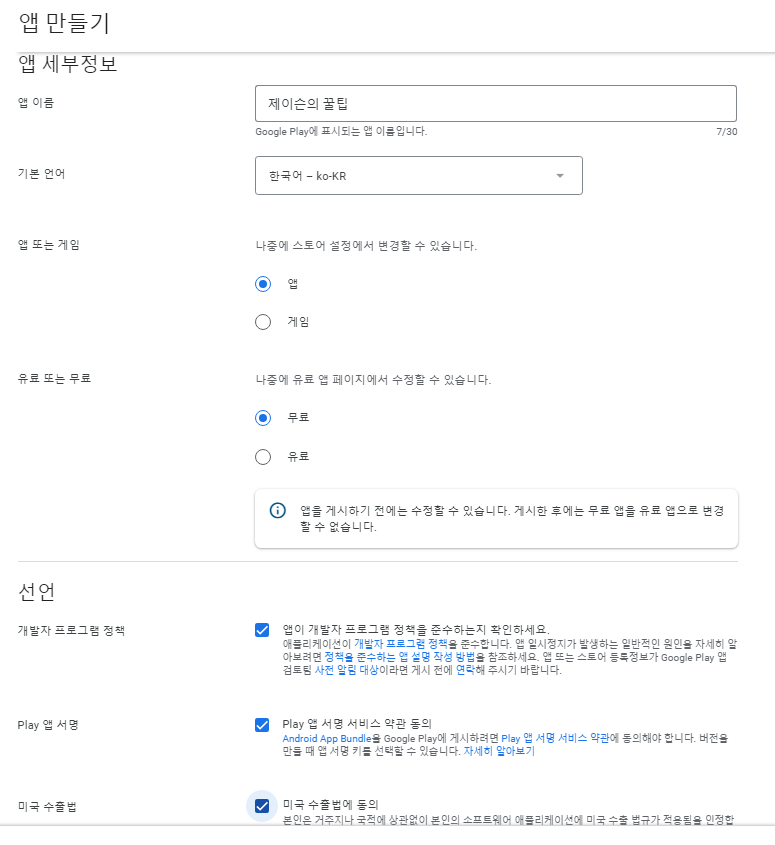 앱 만들기
앱 세부정보
앱 이름
제이슨의 꿀팁
Google Play에 표시되는 앱 이름입니다.
7/30
기본 언어
한국어 – ko-KR
앱 또는 게임
나중에 스토어 설정에서 변경할 수 있습니다.
앱
게임
유료 또는 무료
나중에 유료 앱 페이지에서 수정할 수 있습니다.
무료
유료
앱을 게시하기 전에는 수정할 수 있습니다. 게시한 후에는 무료 앱을 유료 앱으로 변경
할 수 없습니다.
선언
개발자 프로그램 정책
앱이 개발자 프로그램 정책을 준수하는지 확인하세요.
애플리케이션이 개발자 프로그램 정책을 준수합니다. 앱 일시정지가 발생하는 일반적인 원인을 자세히 알
아보려면 정책을 준수하는 앱 설명 작성 방법을 참조하세요. 앱 또는 스토어 등록정보가 Google Play 앱
검토팀 사전 알림 대상이라면 게시 전에 연락해 주시기 바랍니다.
Play 앱 서명
Play 앱 서명 서비스 약관 동의
Android App Bundle을 Google Play에 게시하려면 Play 앱 서명 서비스 약관에 동의해야 합니다. 버전을
만들 때 앱 서명 키를 선택할 수 있습니다. 자세히 알아보기
미국 수출법
미국 수출법에 동의
본인은 거주지나 국적에 상관없이 본인의 소프트웨어 애플리케이션에 미국 수출 법규가 적용됨을 인정합